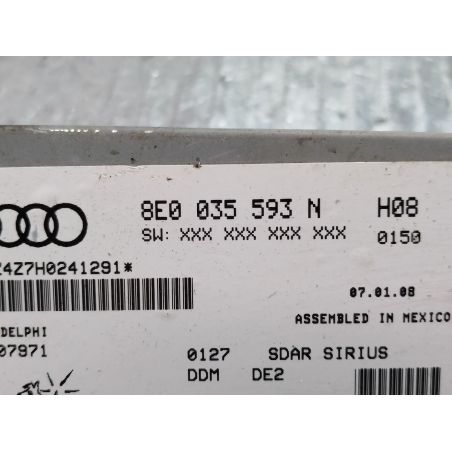 8E0 035 593 N H08
SW: XXX XXX XXX XXX 0150
4Z7H0241291*
07.01.08
ASSEMBLED IN MEXICO
DELPHI
07971 0127 SDAR SIRIUS
DDM DE2